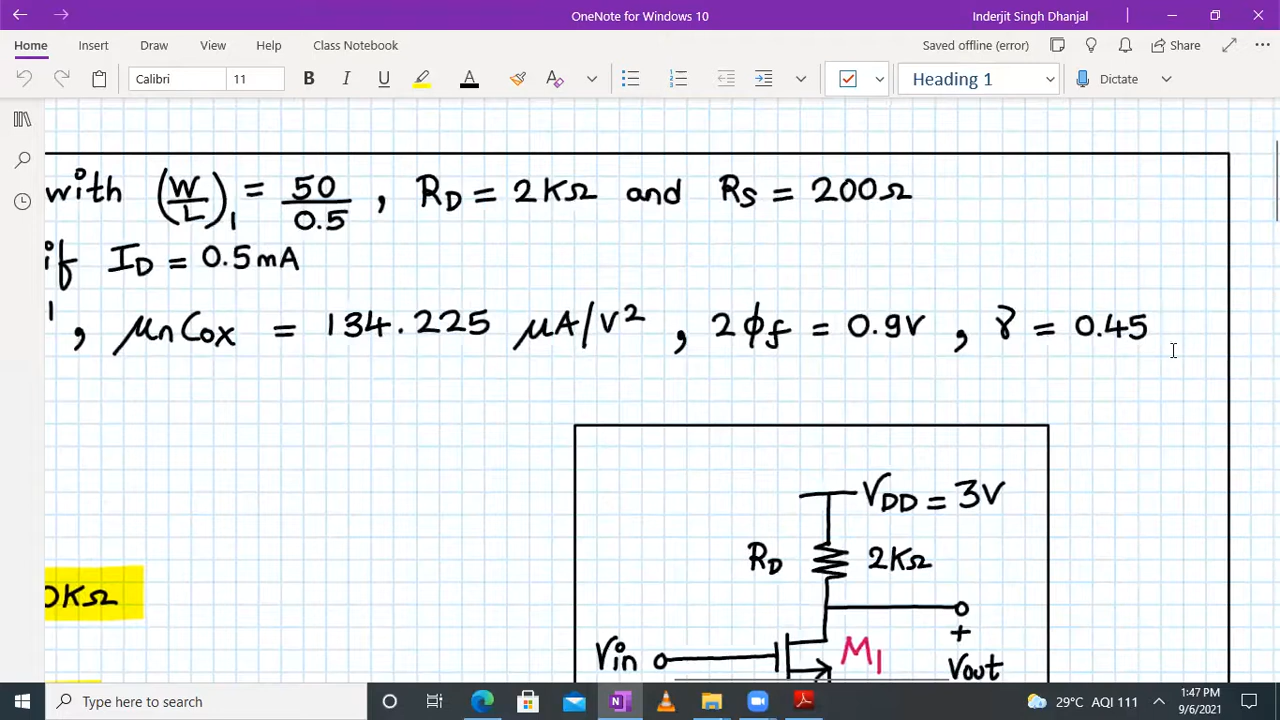 OneNote for Windows 10
Inderjit Singh Dhanjal
Home Insert Draw View Help Class Notebook
Saved offline (error)
Share
Calibri 11 B I U A
Heading 1
Dictate
with (W/L)1 = 50/0.5 , RD = 2KΩ and RS = 200Ω
if ID = 0.5mA
1 , μnCox = 134.225 μA/V² , 2ϕf = 0.9V , γ = 0.45
VDD = 3V
RD 2KΩ
0KΩ
+
Vin M1
Vout
Type here to search
29°C AQI 111
1:47 PM
9/6/2021